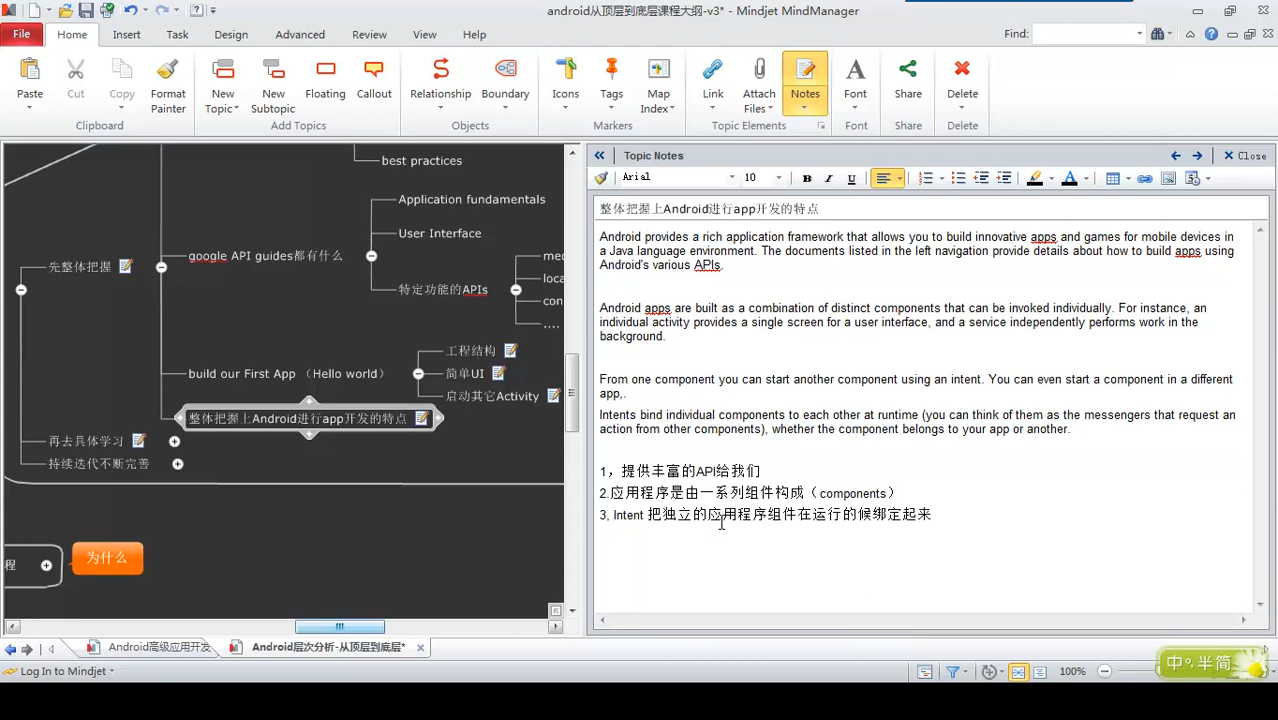 android从顶层到底层课程大纲-v3* - Mindjet MindManager
File Home Insert Task Design Advanced Review View Help Find:
Paste Cut Copy Format Painter New Topic New Subtopic Floating Callout Relationship Boundary Icons Tags Map Index Link Attach Files Notes Font Share Delete
Clipboard Add Topics Objects Markers Topic Elements Font Share Delete
best practices
Application fundamentals
User Interface
先整体把握
google API guides都有什么
特定功能的APIs
med
loca
con
....
build our First App （Hello world）
工程结构
简单UI
启动其它Activity
整体把握上Android进行app开发的特点
再去具体学习
持续迭代不断完善
程
为什么
Topic Notes Close
Arial 10 B I U A
整体把握上Android进行app开发的特点
Android provides a rich application framework that allows you to build innovative apps and games for mobile devices in
a Java language environment. The documents listed in the left navigation provide details about how to build apps using
Android's various APIs.
Android apps are built as a combination of distinct components that can be invoked individually. For instance, an
individual activity provides a single screen for a user interface, and a service independently performs work in the
background.
From one component you can start another component using an intent. You can even start a component in a different
app,.
Intents bind individual components to each other at runtime (you can think of them as the messengers that request an
action from other components), whether the component belongs to your app or another.
1，提供丰富的API给我们
2.应用程序是由一系列组件构成（components）
3, Intent 把独立的应用程序组件在运行的候绑定起来
Android高级应用开发 Android层次分析-从顶层到底层*
Log In to Mindjet 100%
中°,半简